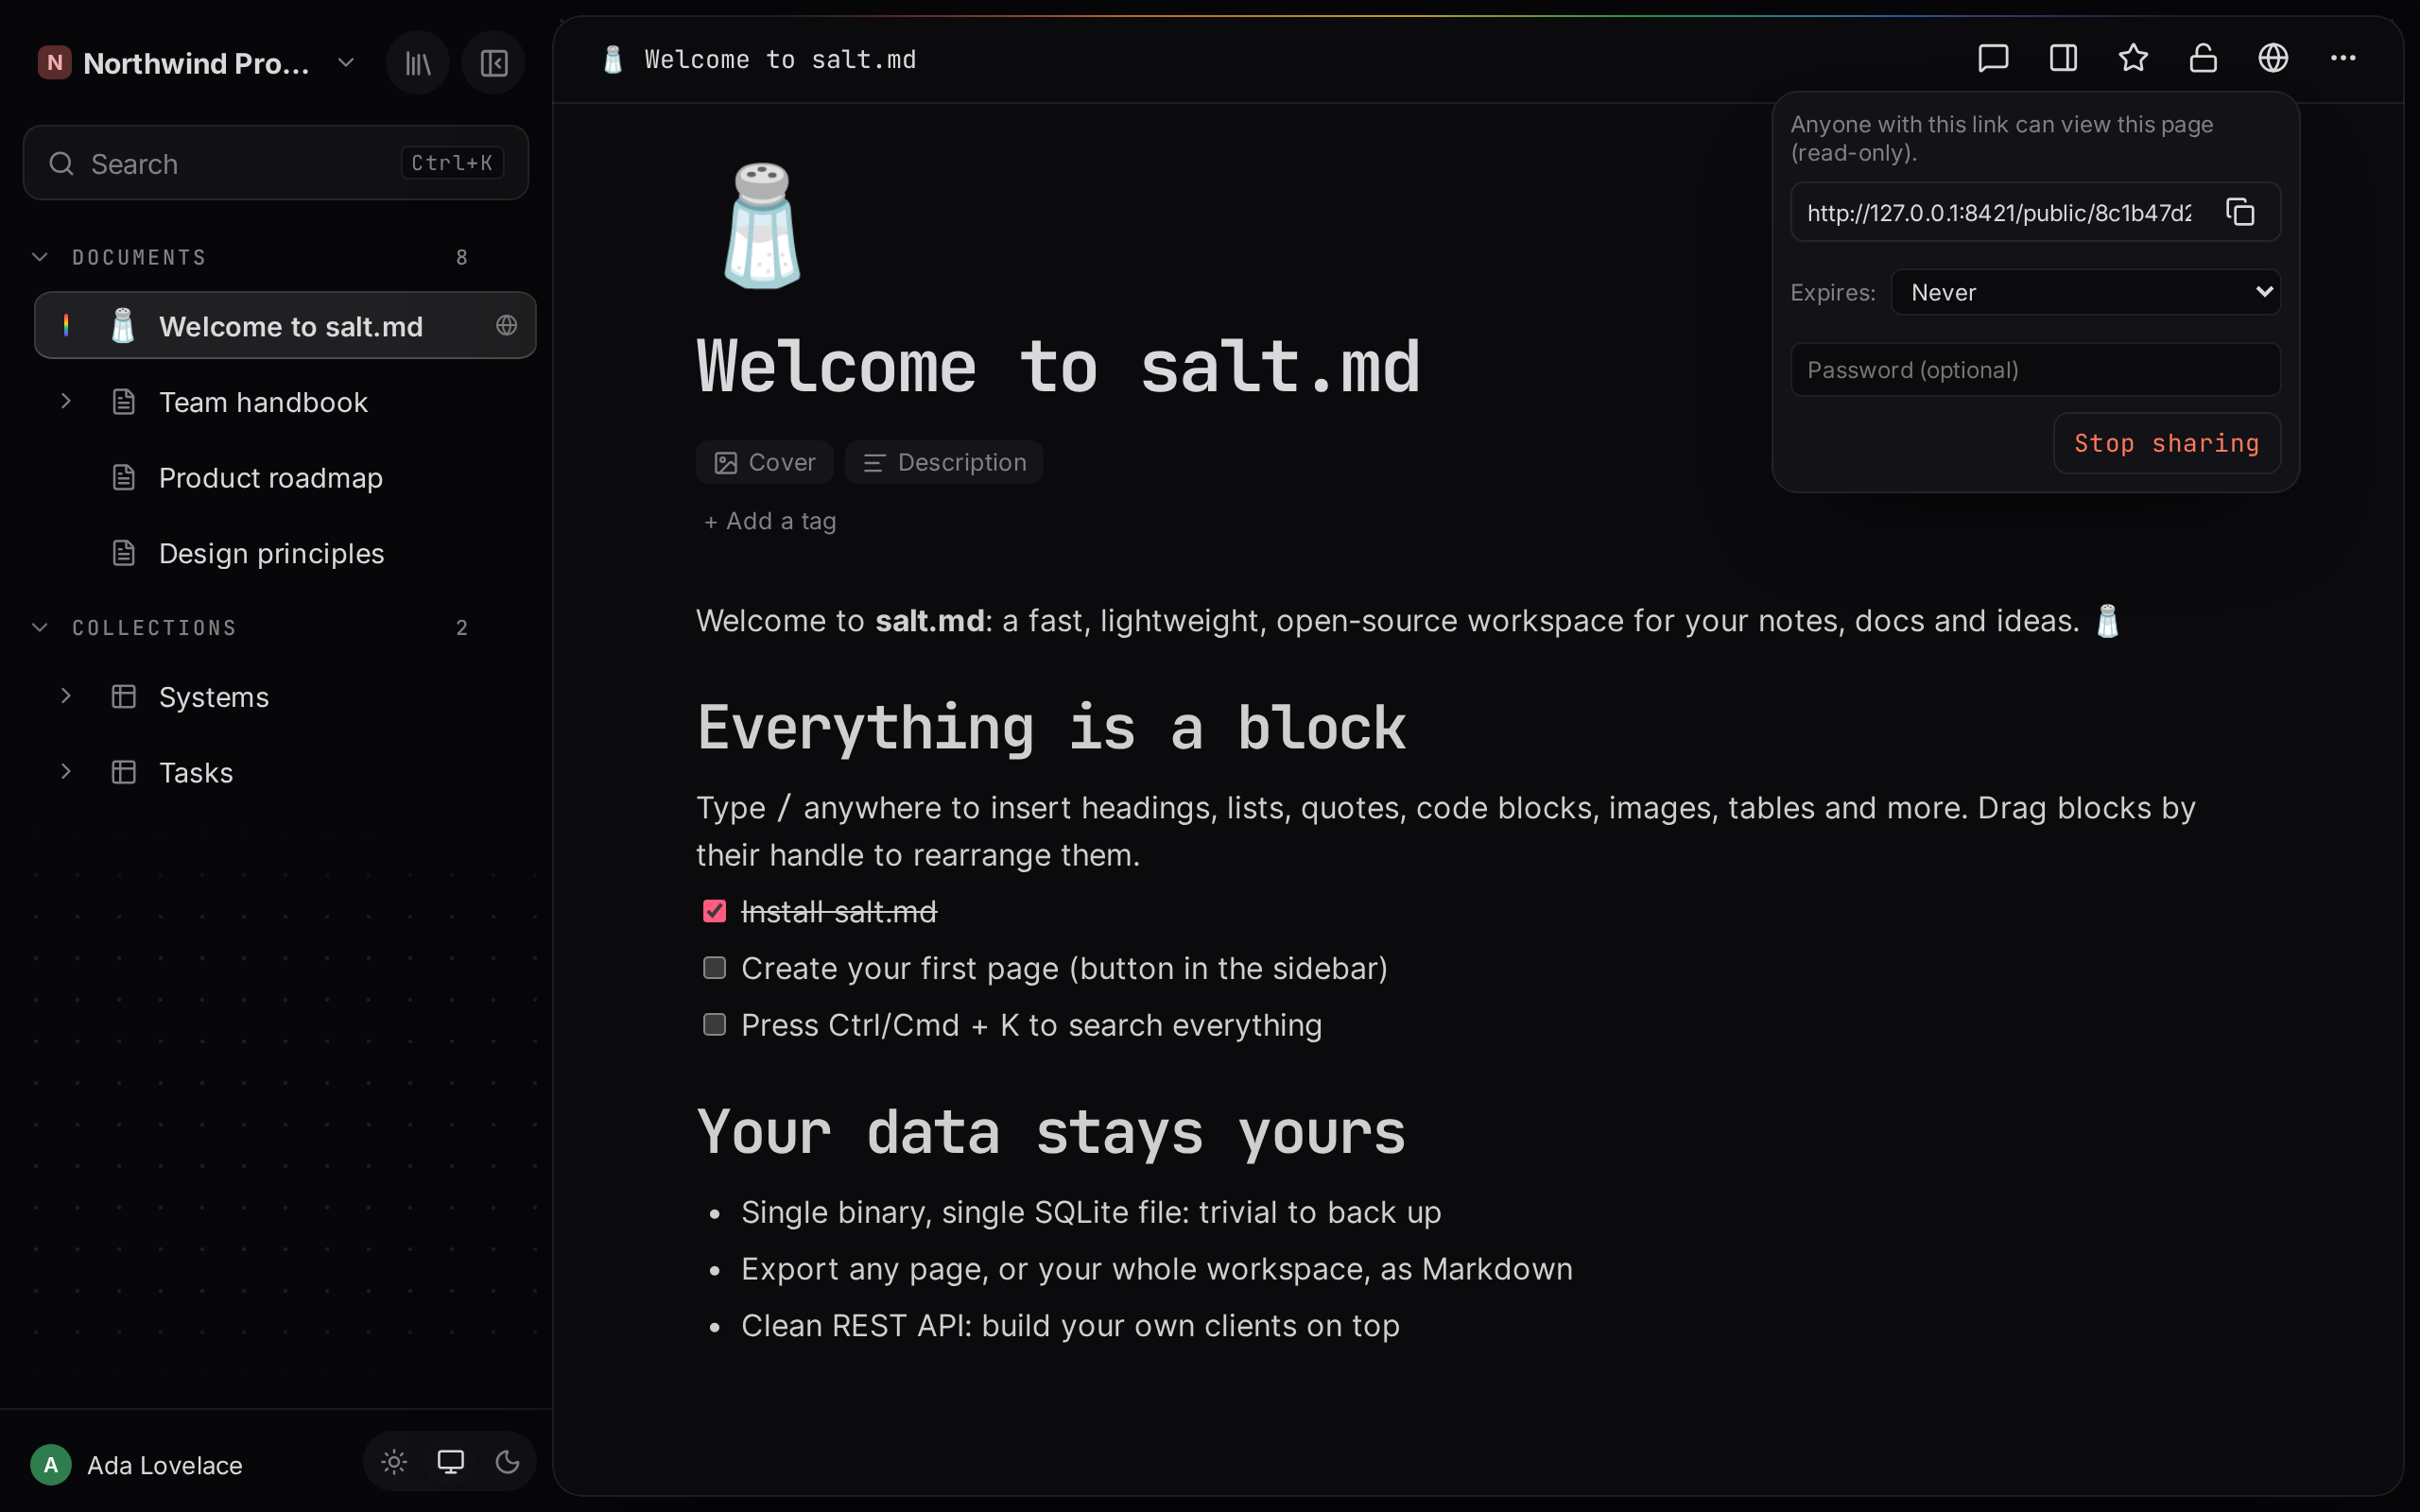 N Northwind Pro...
Search Ctrl+K
DOCUMENTS 8
Welcome to salt.md
Team handbook
Product roadmap
Design principles
COLLECTIONS 2
Systems
Tasks
A Ada Lovelace
Welcome to salt.md
Anyone with this link can view this page
(read-only).
http://127.0.0.1:8421/public/8c1b47d2
Expires: Never
Password (optional)
Stop sharing
Welcome to salt.md
Cover Description
+ Add a tag
Welcome to salt.md: a fast, lightweight, open-source workspace for your notes, docs and ideas.
Everything is a block
Type / anywhere to insert headings, lists, quotes, code blocks, images, tables and more. Drag blocks by
their handle to rearrange them.
Install salt.md
Create your first page (button in the sidebar)
Press Ctrl/Cmd + K to search everything
Your data stays yours
• Single binary, single SQLite file: trivial to back up
• Export any page, or your whole workspace, as Markdown
• Clean REST API: build your own clients on top